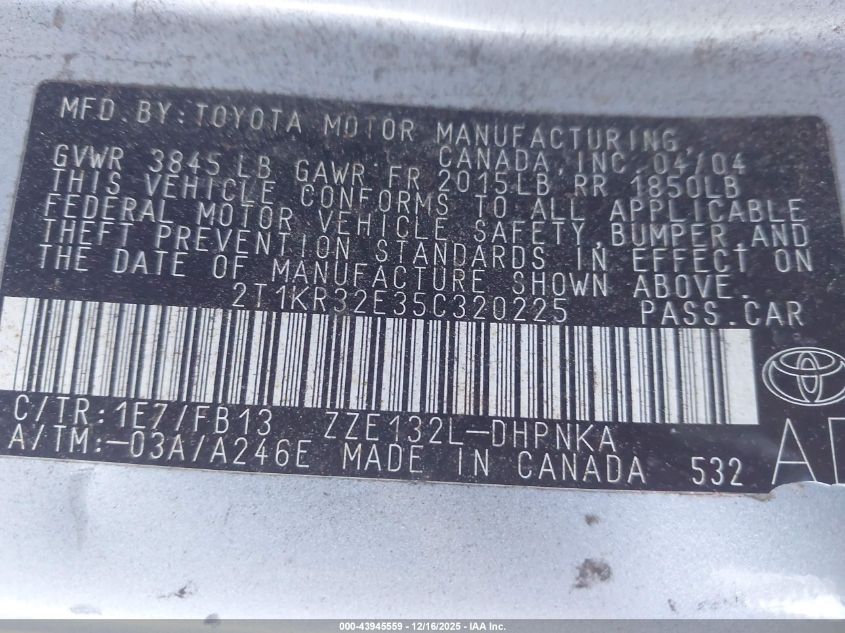 MFD.BY:TOYOTA MOTOR MANUFACTURING,
CANADA, INC. 04/04
GVWR 3845 LB GAWR FR 2015LB RR 1850LB
THIS VEHICLE CONFORMS TO ALL APPLICABLE
FEDERAL MOTOR VEHICLE SAFETY,BUMPER,AND
THEFT PREVENTION STANDARDS IN EFFECT ON
THE DATE OF MANUFACTURE SHOWN ABOVE.
2T1KR32E35C320225 PASS.CAR
C/TR:1E7/FB13 ZZE132L-DHPNKA
A/TM:-03A/A246E MADE IN CANADA 532
000-43945559 - 12/16/2025 - IAA Inc.